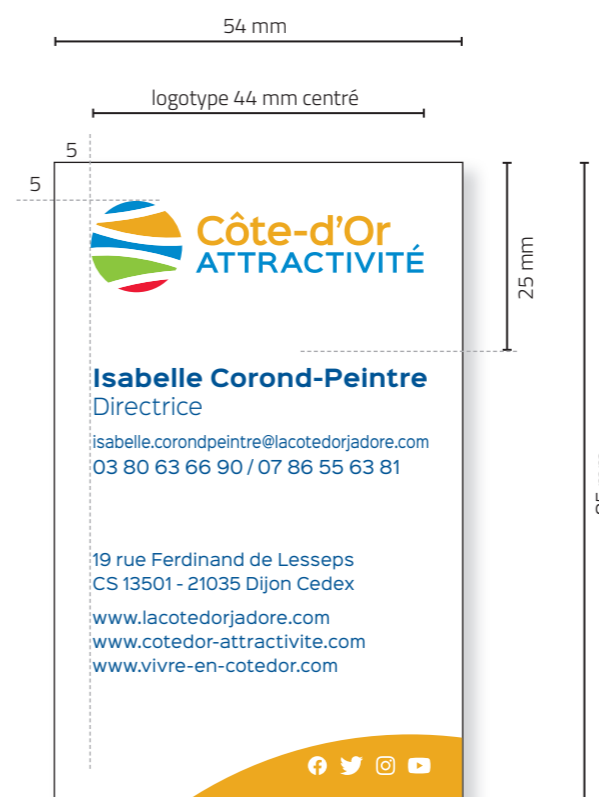 54 mm
logotype 44 mm centré
5
5
Côte-d'Or
ATTRACTIVITÉ
25 mm
Isabelle Corond-Peintre
Directrice
isabelle.corondpeintre@lacotedorjadore.com
03 80 63 66 90 / 07 86 55 63 81
19 rue Ferdinand de Lesseps
CS 13501 - 21035 Dijon Cedex
www.lacotedorjadore.com
www.cotedor-attractivite.com
www.vivre-en-cotedor.com